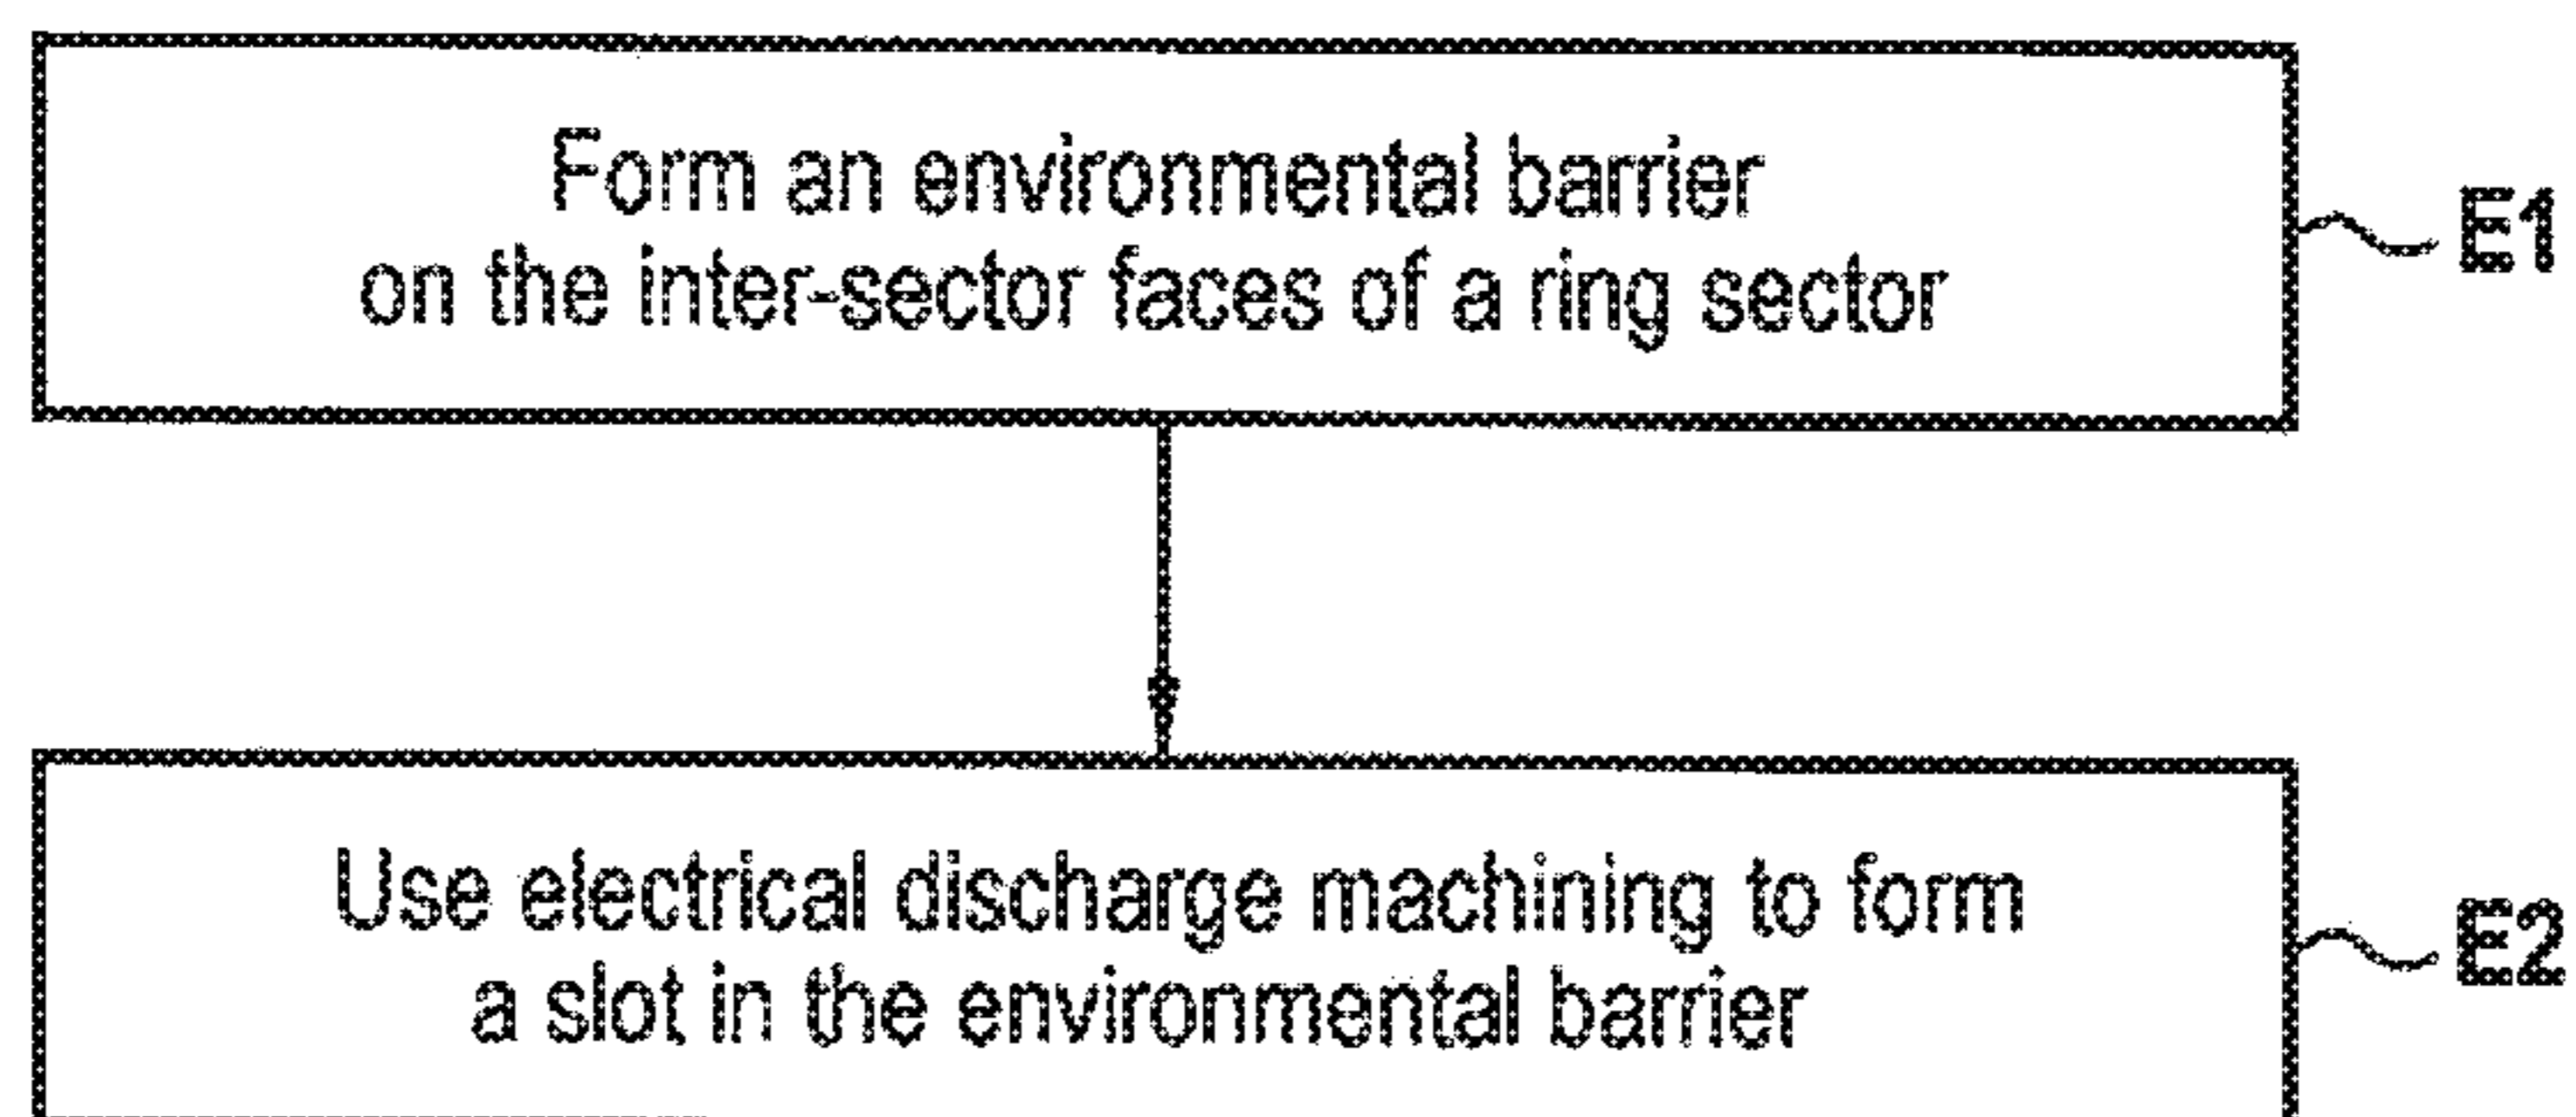 Form an environmental barrier
on the inter-sector faces of a ring sector
E1
Use electrical discharge machining to form
a slot in the environmental barrier
E2